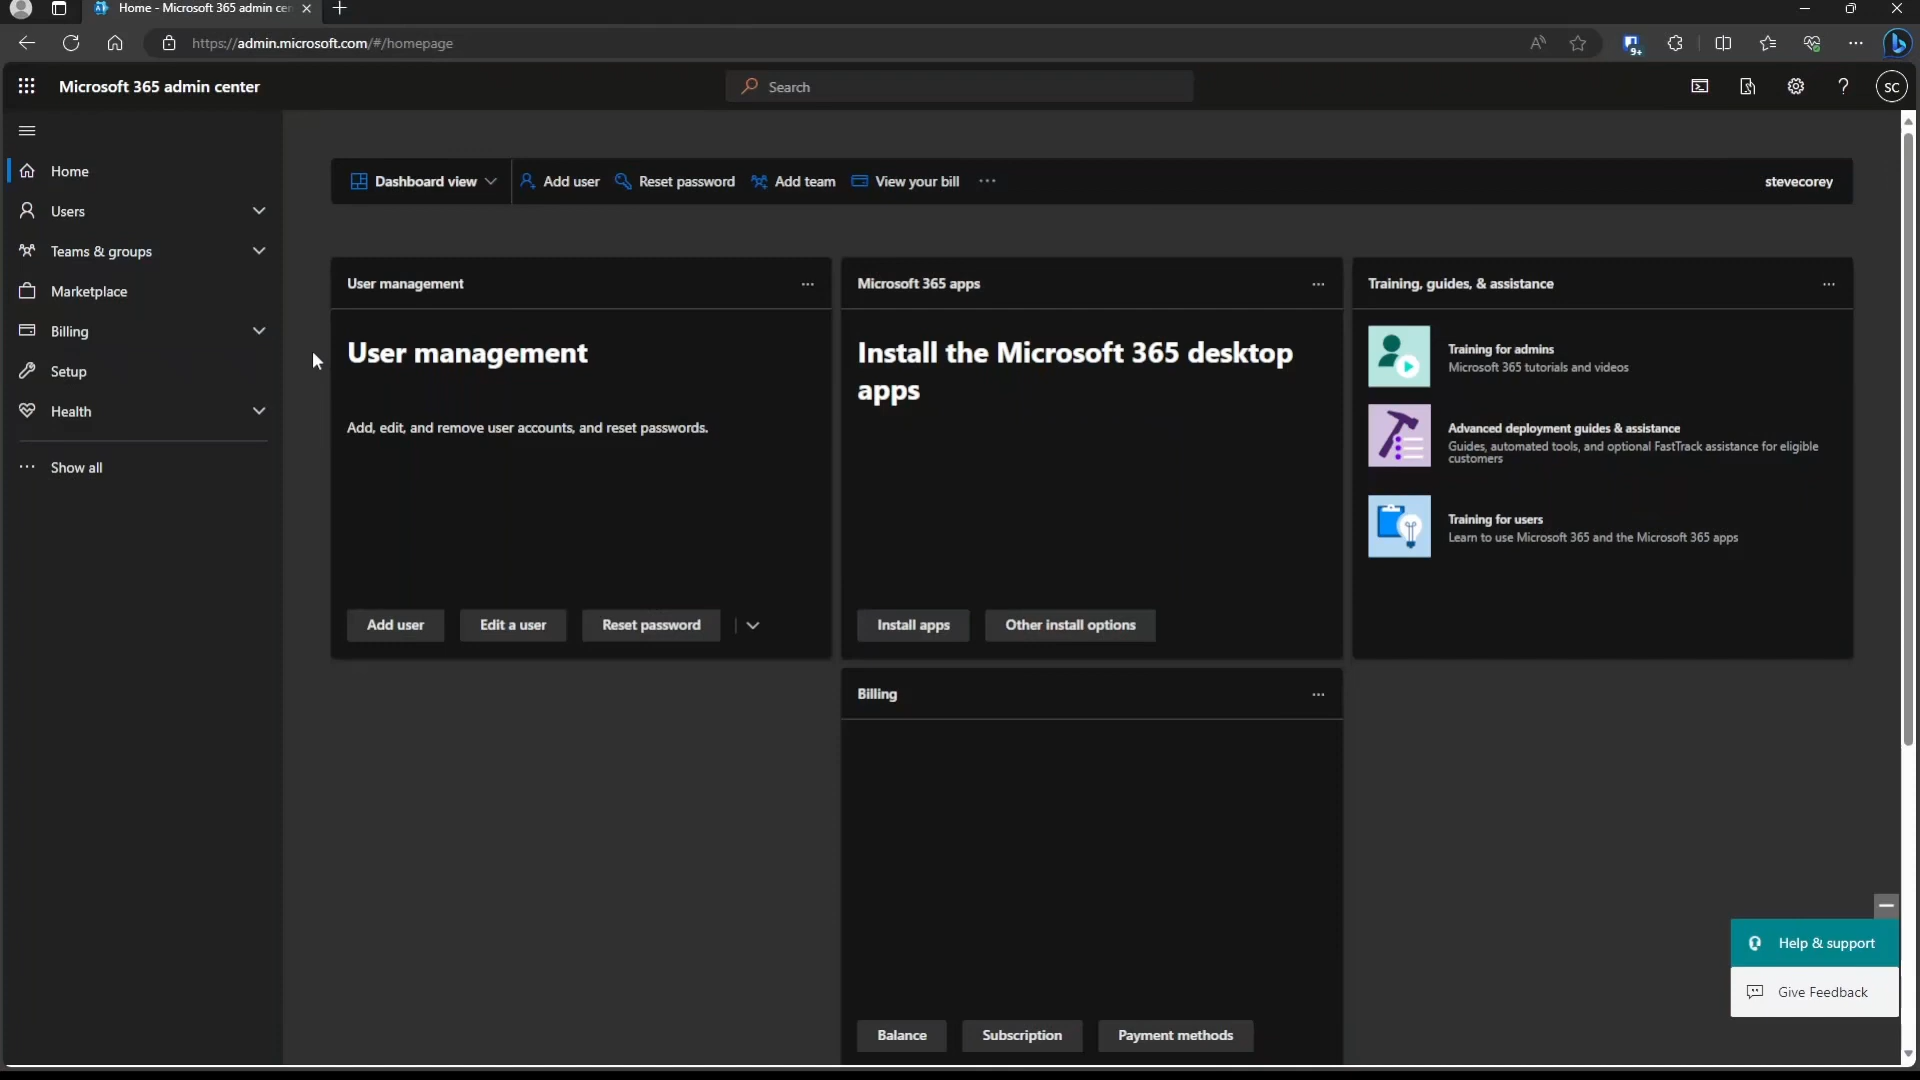 Home - Microsoft 365 admin cen
https://admin.microsoft.com/#/homepage
9+
Microsoft 365 admin center
Search
SC
Home
Users
Teams & groups
Marketplace
Billing
Setup
Health
Show all
Dashboard view
Add user
Reset password
Add team
View your bill
stevecorey
User management
User management
Add, edit, and remove user accounts, and reset passwords.
Add user
Edit a user
Reset password
Microsoft 365 apps
Install the Microsoft 365 desktop
apps
Install apps
Other install options
Training, guides, & assistance
Training for admins
Microsoft 365 tutorials and videos
Advanced deployment guides & assistance
Guides, automated tools, and optional FastTrack assistance for eligible
customers
Training for users
Learn to use Microsoft 365 and the Microsoft 365 apps
Billing
Balance
Subscription
Payment methods
Help & support
Give Feedback